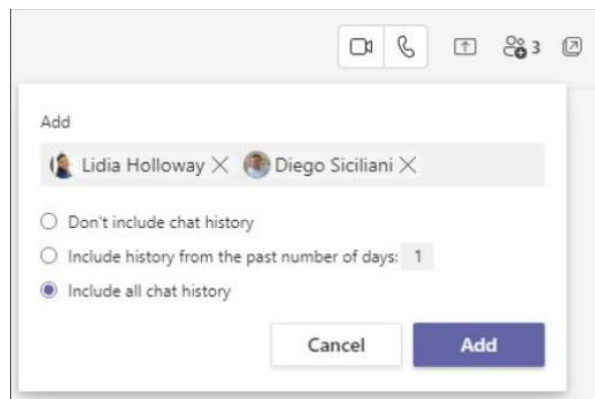 3
Add
Lidia Holloway Diego Siciliani
Don't include chat history
Include history from the past number of days: 1
Include all chat history
Cancel Add